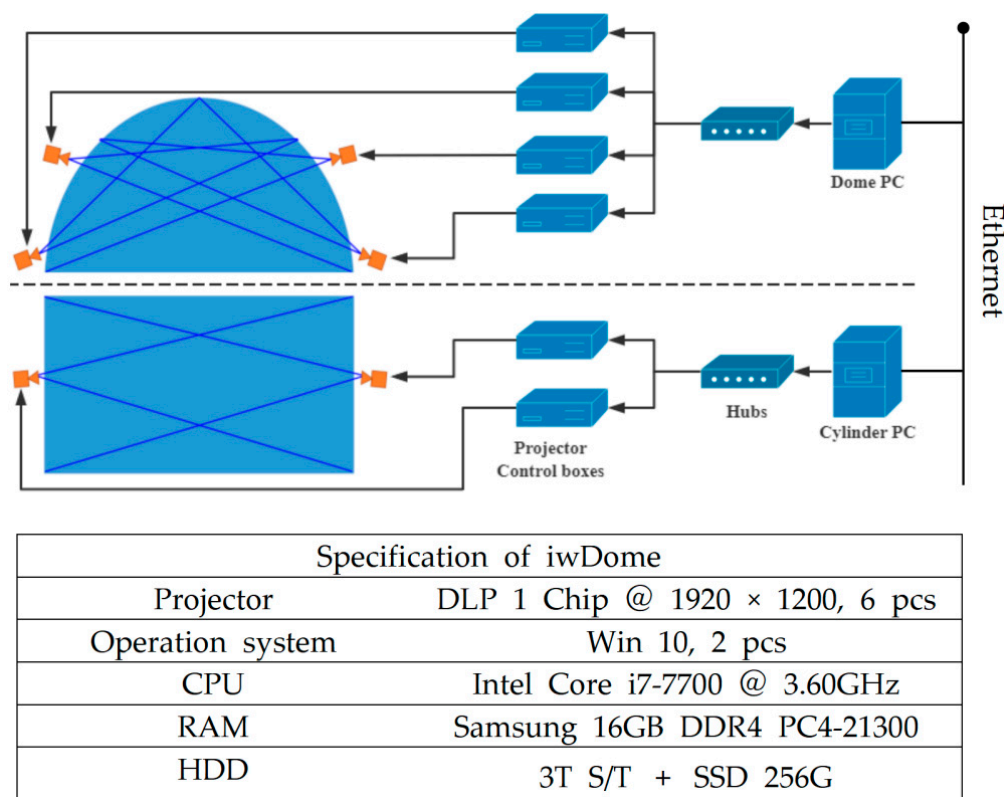 Dome PC
Ethernet
Hubs
Cylinder PC
Projector
Control boxes
Specification of iwDome
Projector DLP 1 Chip @ 1920 × 1200, 6 pcs
Operation system Win 10, 2 pcs
CPU Intel Core i7-7700 @ 3.60GHz
RAM Samsung 16GB DDR4 PC4-21300
HDD 3T S/T + SSD 256G